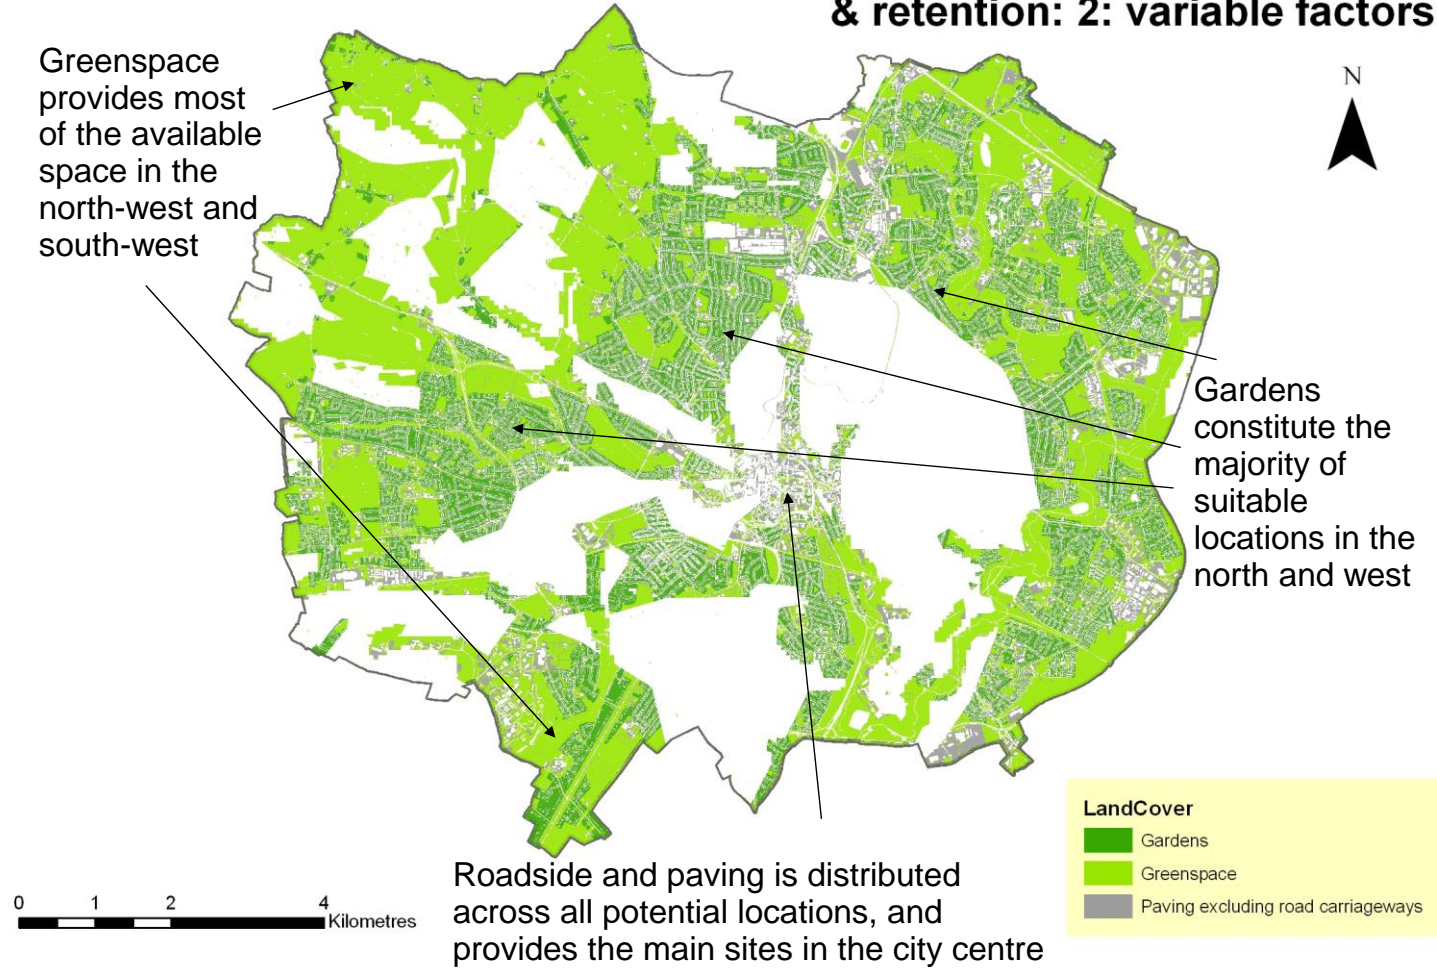 & retention: 2: variable factors
Greenspace
provides most
of the available
space in the
north-west and
south-west
N
Gardens
constitute the
majority of
suitable
locations in the
north and west
LandCover
Gardens
Greenspace
Paving excluding road carriageways
Roadside and paving is distributed
across all potential locations, and
provides the main sites in the city centre
0 1 2 4
Kilometres